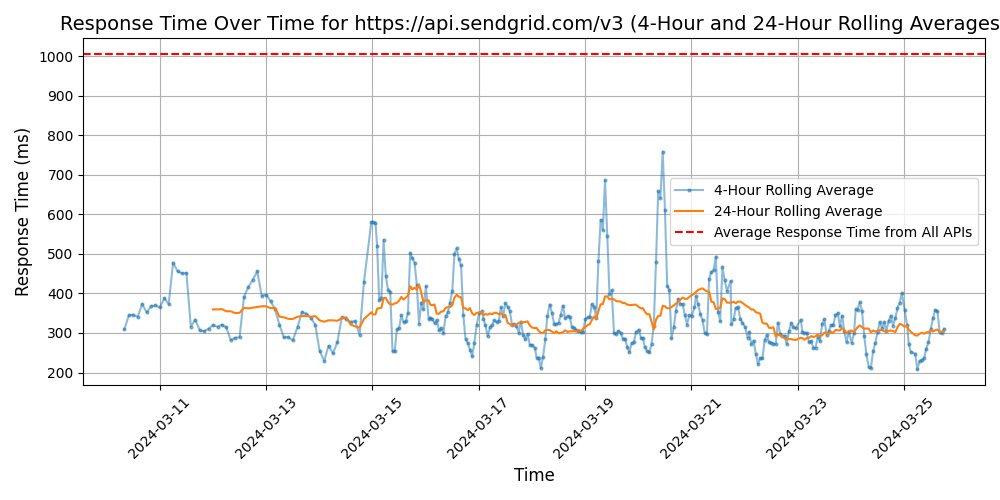 Response Time Over Time for https://api.sendgrid.com/v3 (4-Hour and 24-Hour Rolling Averages
Response Time (ms)
1000
900
800
700
600
500
400
300
200
4-Hour Rolling Average
24-Hour Rolling Average
Average Response Time from All APIs
2024-03-11
2024-03-13
2024-03-15
2024-03-17
2024-03-19
2024-03-21
2024-03-23
2024-03-25
Time